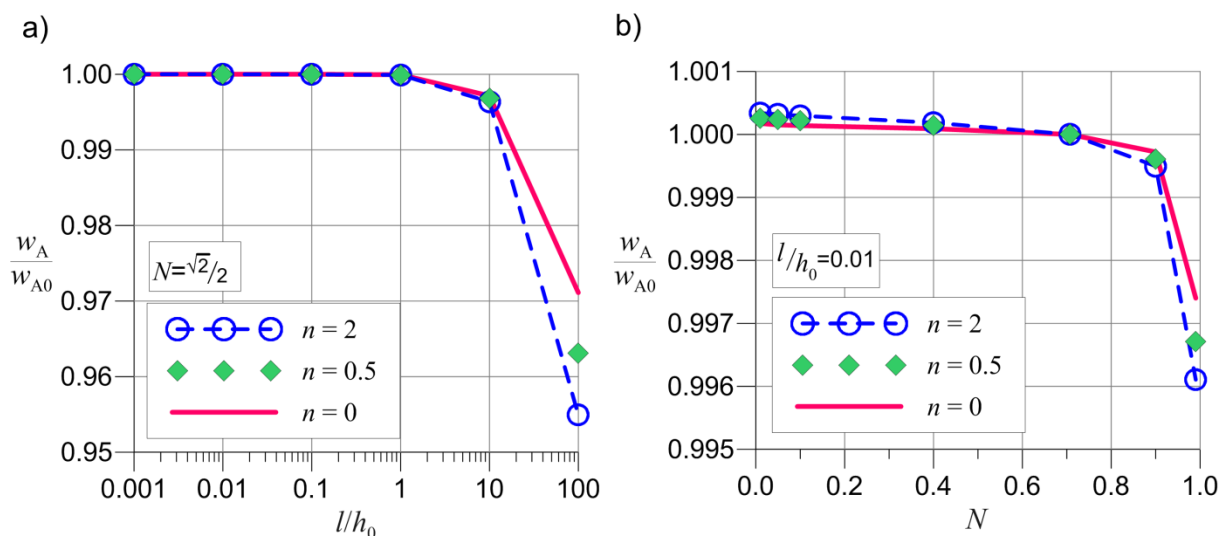 a)
1.00
0.99
0.98
0.97
0.96
0.95
w_A
w_A0
N=√2/2
n = 2
n = 0.5
n = 0
0.001 0.01 0.1 1 10 100
l/h₀
b)
1.001
1.000
0.999
0.998
0.997
0.996
0.995
w_A
w_A0
l/h₀=0.01
n = 2
n = 0.5
n = 0
0.0 0.2 0.4 0.6 0.8 1.0
N